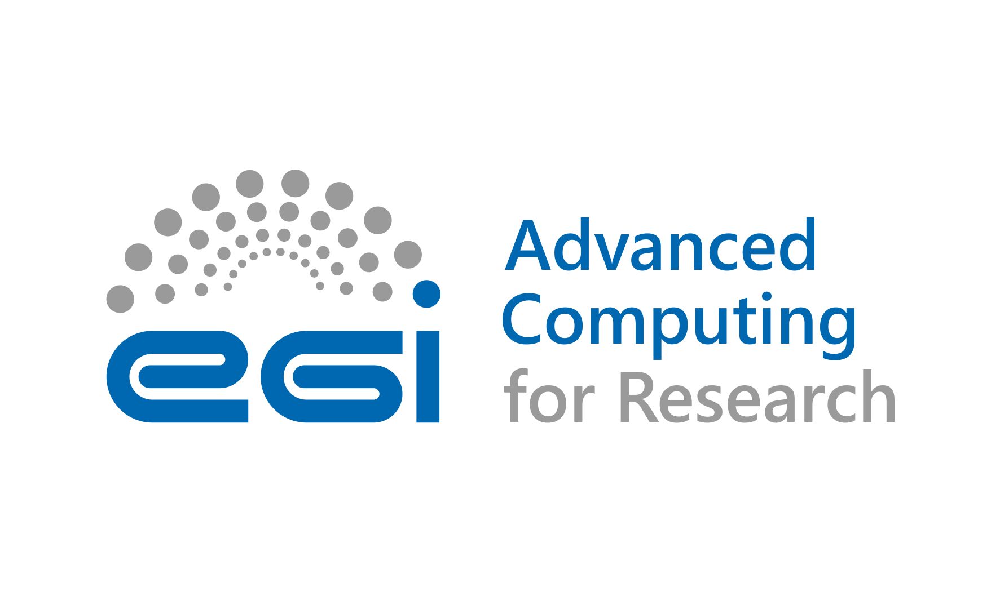 egi
Advanced
Computing
for Research